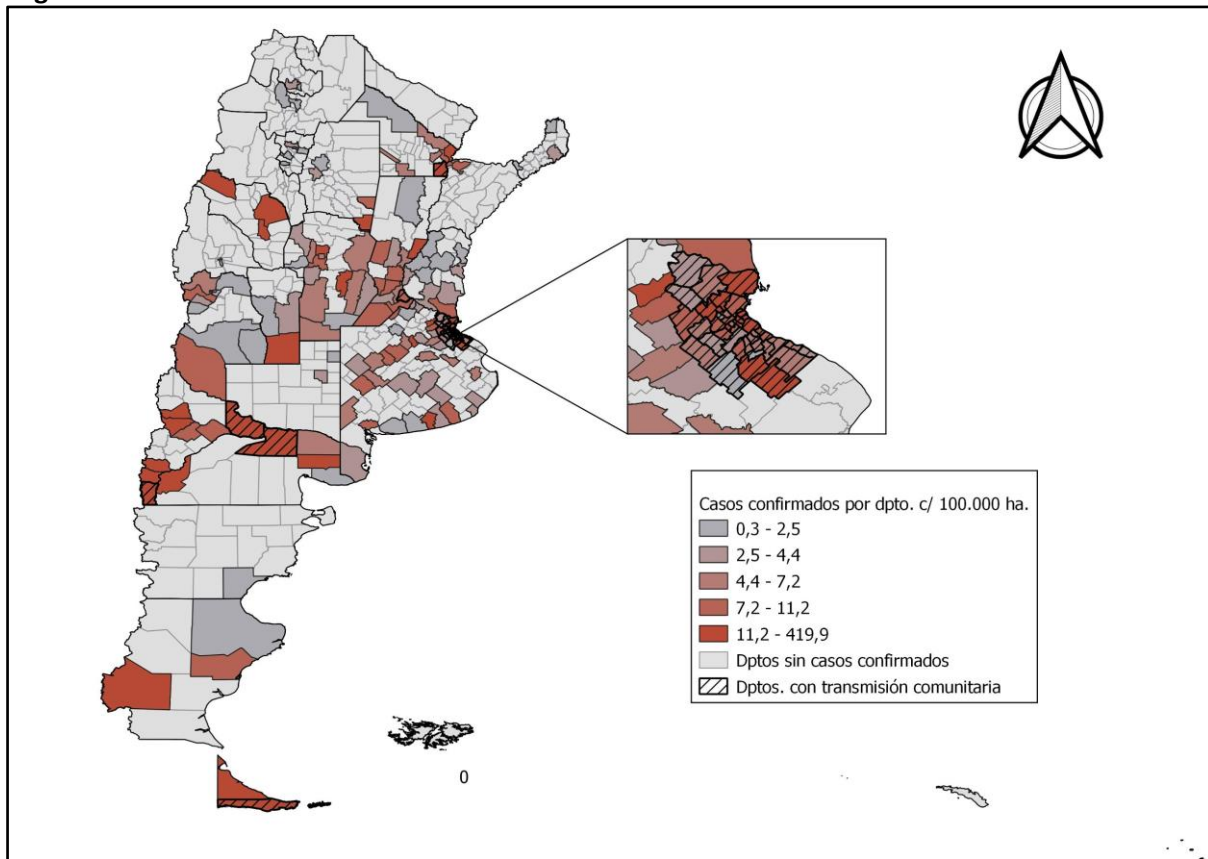 Casos confirmados por dpto. c/ 100.000 ha.
0,3 - 2,5
2,5 - 4,4
4,4 - 7,2
7,2 - 11,2
11,2 - 419,9
Dptos sin casos confirmados
Dptos. con transmisión comunitaria
0